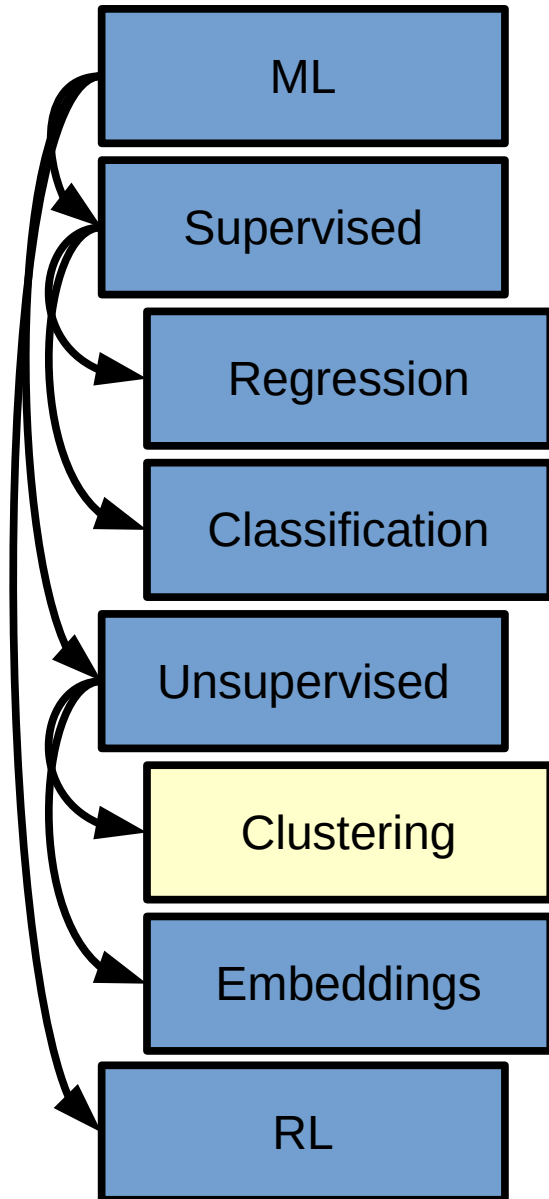 ML
Supervised
Regression
Classification
Unsupervised
Clustering
Embeddings
RL